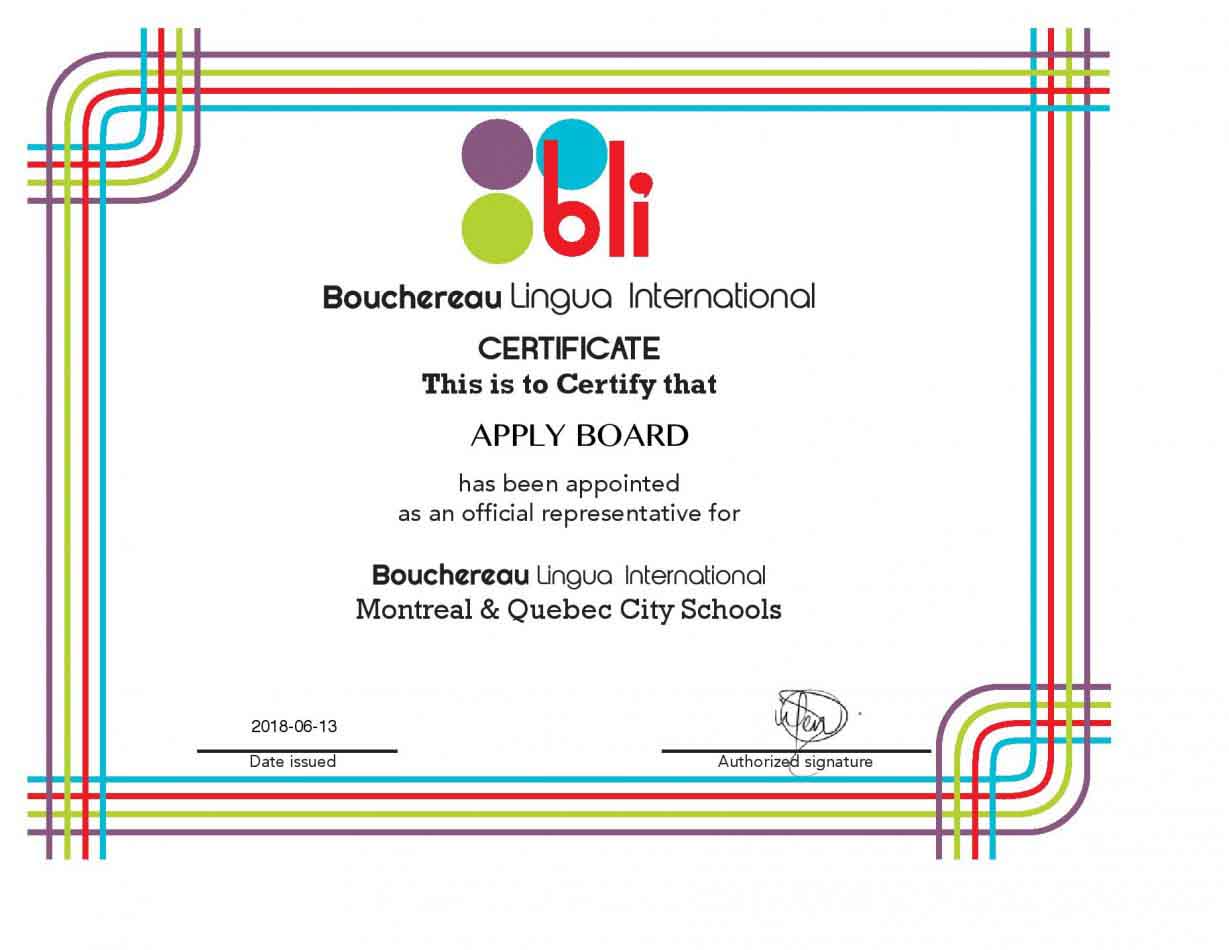 bli
Bouchereau Lingua International
CERTIFICATE
This is to Certify that
APPLY BOARD
has been appointed
as an official representative for
Bouchereau Lingua International
Montreal & Quebec City Schools
2018-06-13
Date issued
Authorized signature